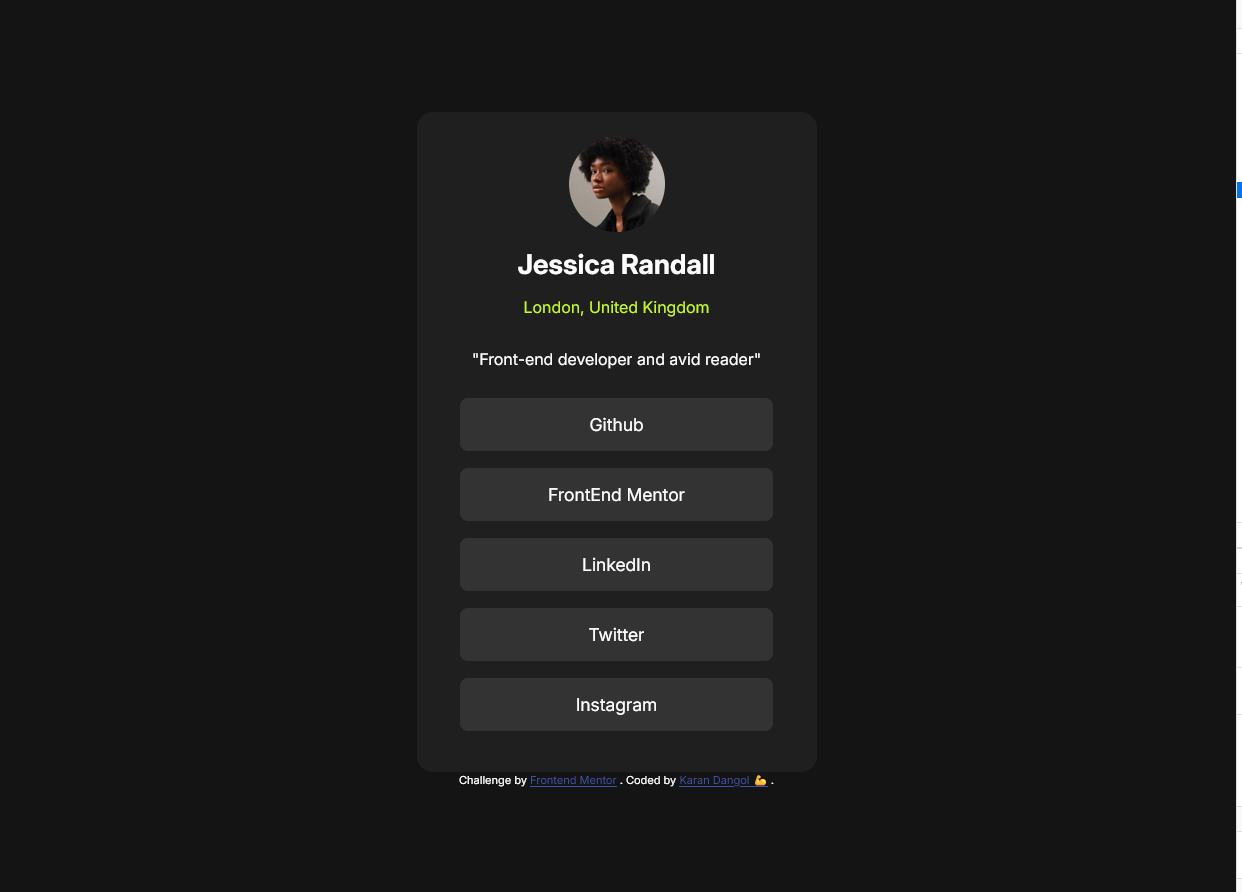 Jessica Randall
London, United Kingdom
"Front-end developer and avid reader"
Github
FrontEnd Mentor
LinkedIn
Twitter
Instagram
Challenge by Frontend Mentor . Coded by Karan Dangol 💪 .